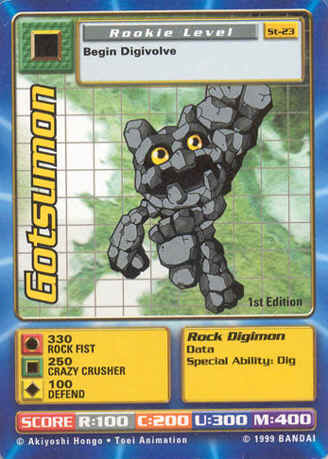 Rookie Level
St-23
Begin Digivolve
Gotsumon
1st Edition
330
ROCK FIST
250
CRAZY CRUSHER
100
DEFEND
Rock Digimon
Data
Special Ability: Dig
SCORE R:100 C:200 U:300 M:400
© Akiyoshi Hongo • Toei Animation
© 1999 BANDAI